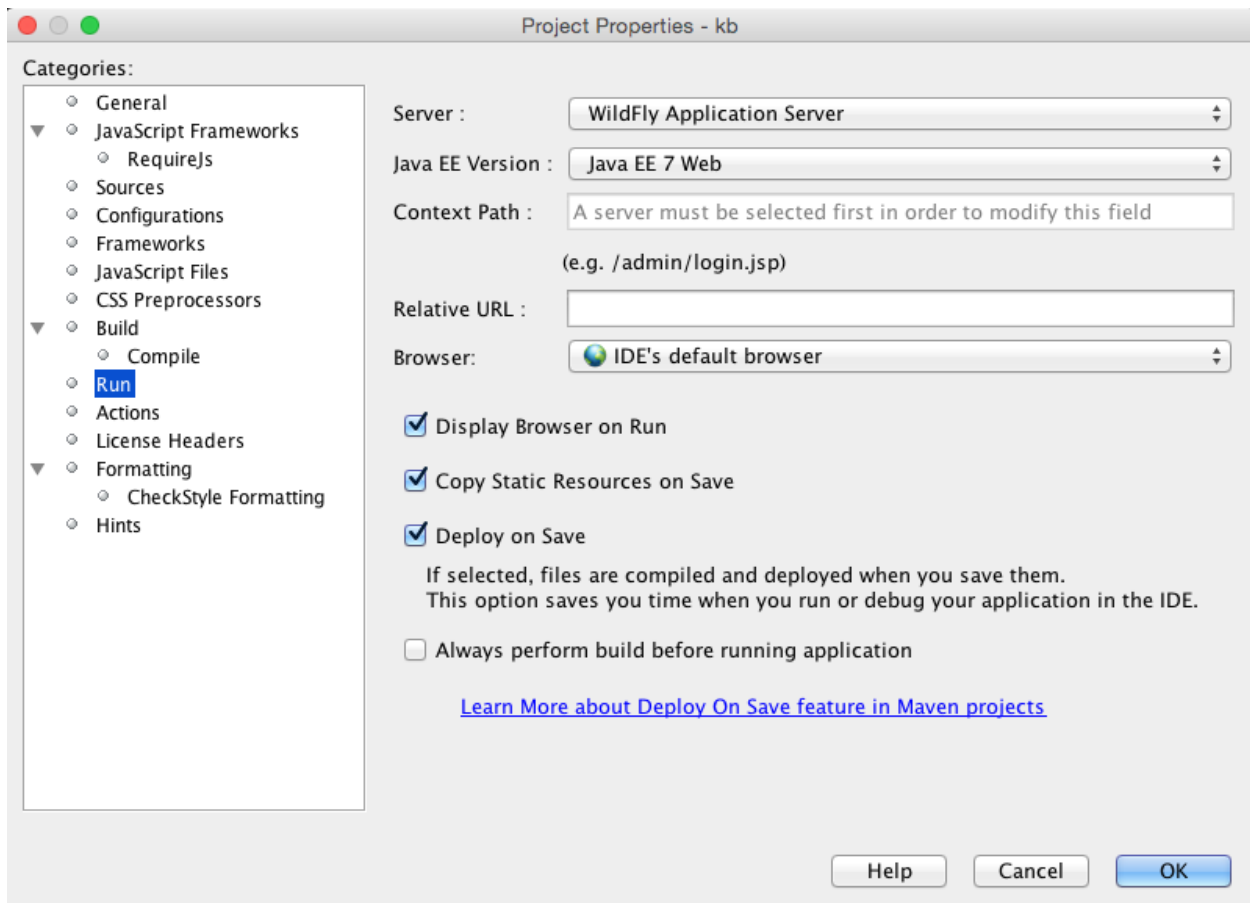 Project Properties - kb
Categories:
General
JavaScript Frameworks
RequireJs
Sources
Configurations
Frameworks
JavaScript Files
CSS Preprocessors
Build
Compile
Run
Actions
License Headers
Formatting
CheckStyle Formatting
Hints
Server : WildFly Application Server
Java EE Version : Java EE 7 Web
Context Path : A server must be selected first in order to modify this field
(e.g. /admin/login.jsp)
Relative URL :
Browser: IDE's default browser
Display Browser on Run
Copy Static Resources on Save
Deploy on Save
If selected, files are compiled and deployed when you save them.
This option saves you time when you run or debug your application in the IDE.
Always perform build before running application
Learn More about Deploy On Save feature in Maven projects
Help Cancel OK